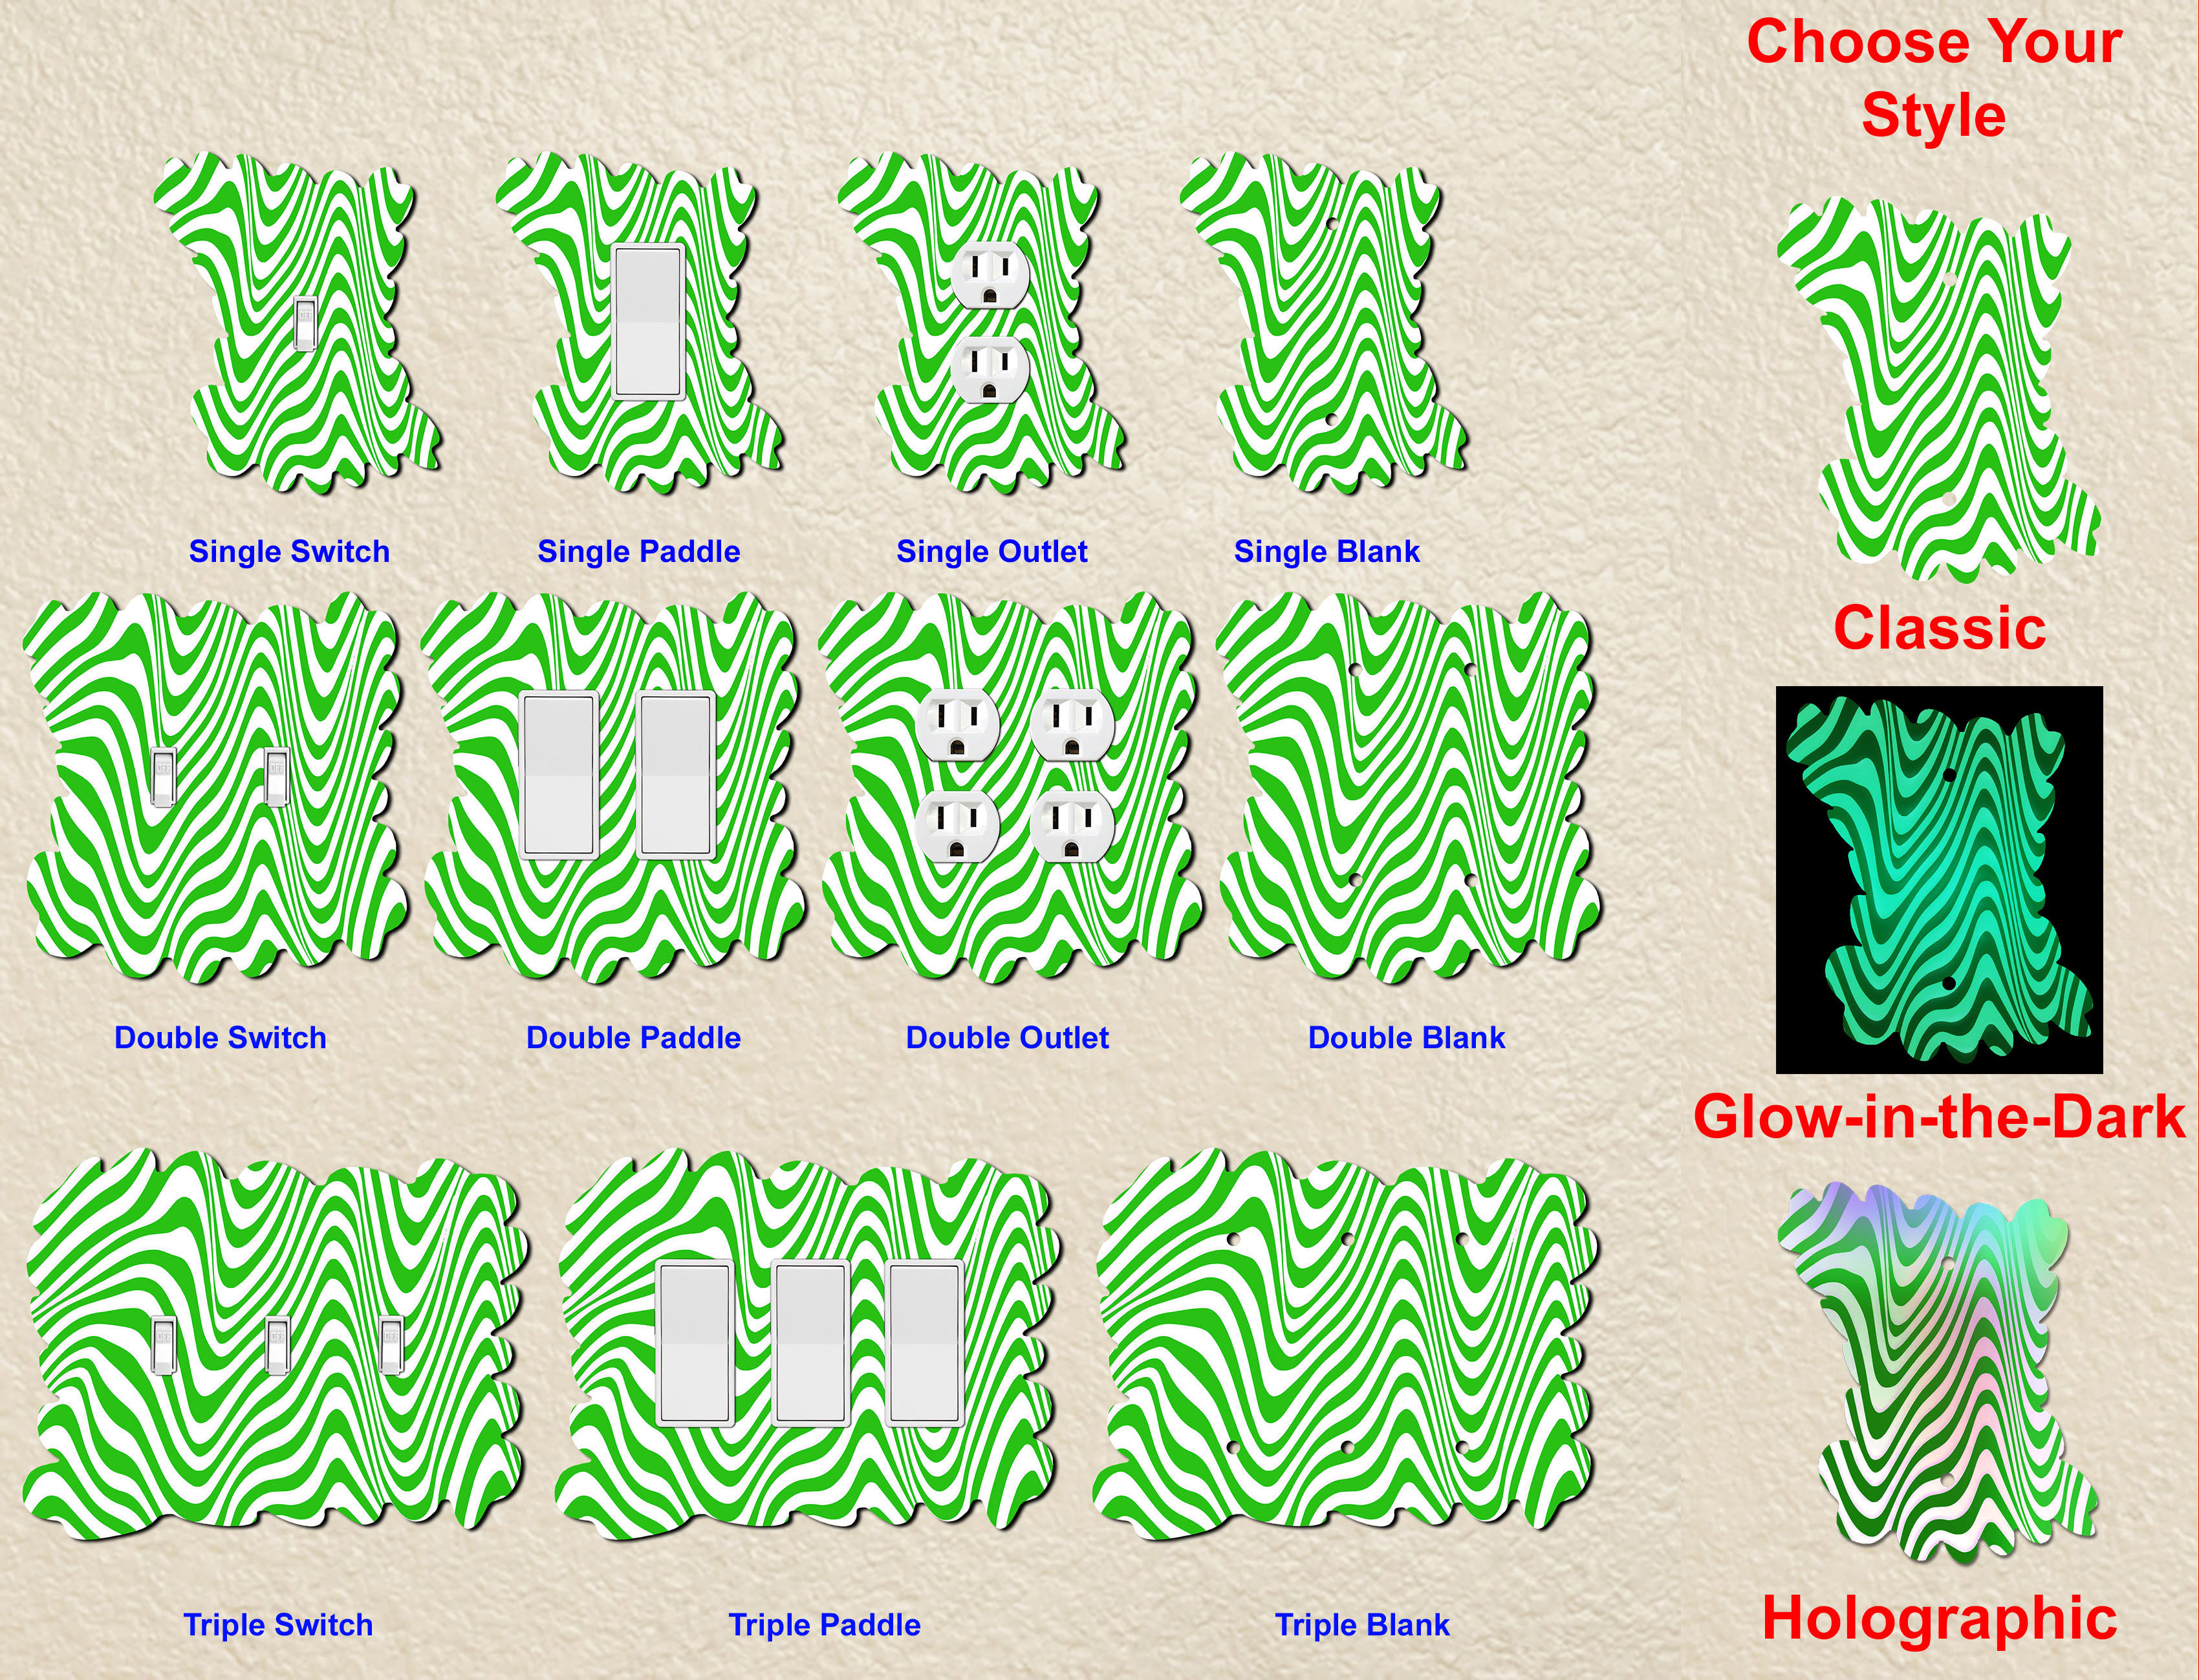 Choose Your
Style
Single Switch
Single Paddle
Single Outlet
Single Blank
Classic
Double Switch
Double Paddle
Double Outlet
Double Blank
Glow-in-the-Dark
Triple Switch
Triple Paddle
Triple Blank
Holographic